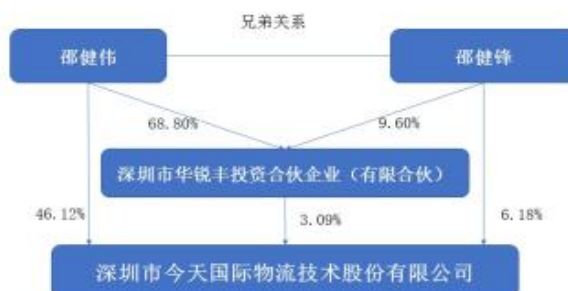 兄弟关系
邵健伟
邵健锋
68.80%
9.60%
深圳市华锐丰投资合伙企业（有限合伙）
46.12%
3.09%
6.18%
深圳市今天国际物流技术股份有限公司